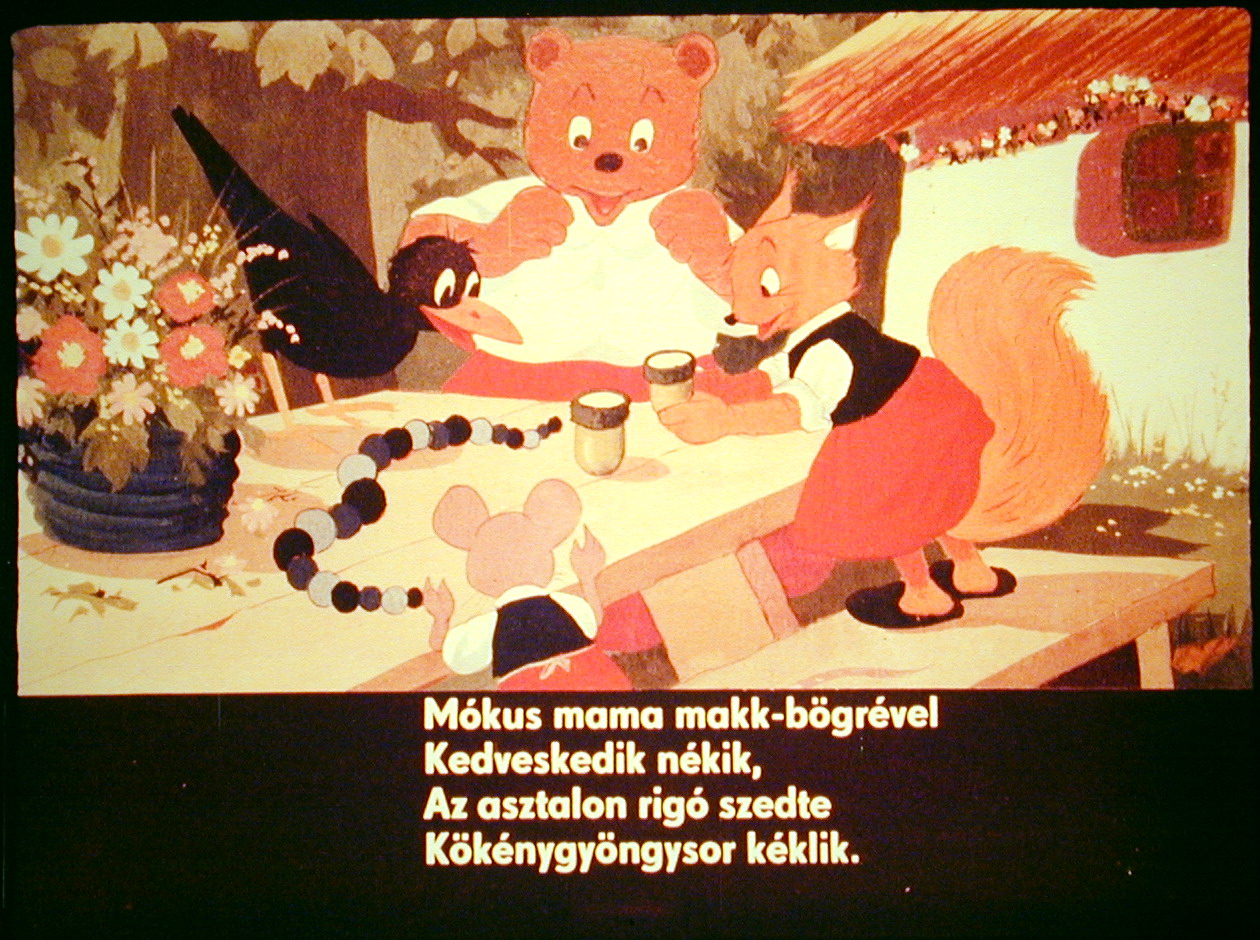 Mókus mama makk-bögrével
Kedveskedik nékik,
Az asztalon rigó szedte
Kökénygyöngysor kéklik.